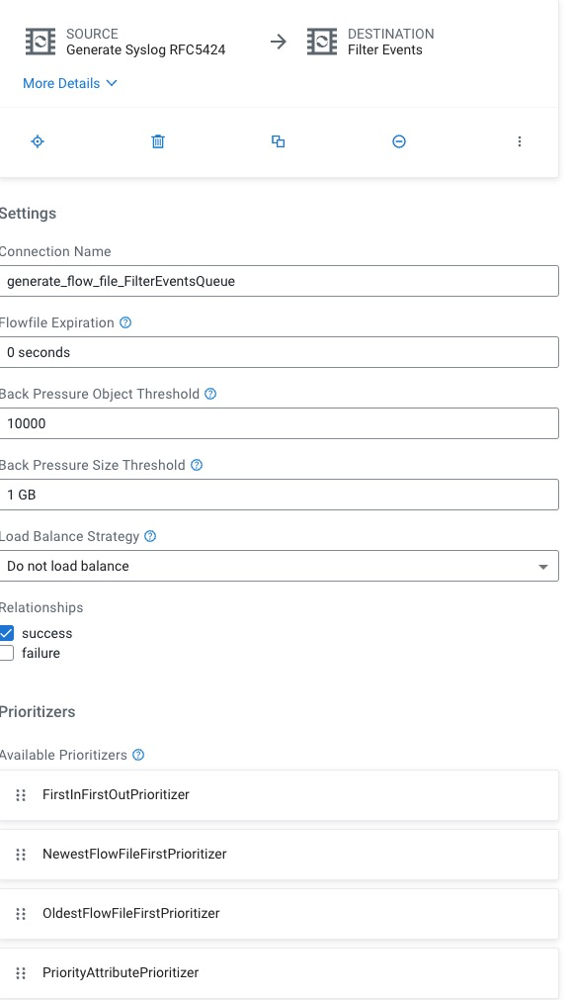 SOURCE
Generate Syslog RFC5424
DESTINATION
Filter Events
More Details
Settings
Connection Name
generate_flow_file_FilterEventsQueue
Flowfile Expiration
0 seconds
Back Pressure Object Threshold
10000
Back Pressure Size Threshold
1 GB
Load Balance Strategy
Do not load balance
Relationships
success
failure
Prioritizers
Available Prioritizers
FirstInFirstOutPrioritizer
NewestFlowFileFirstPrioritizer
OldestFlowFileFirstPrioritizer
PriorityAttributePrioritizer